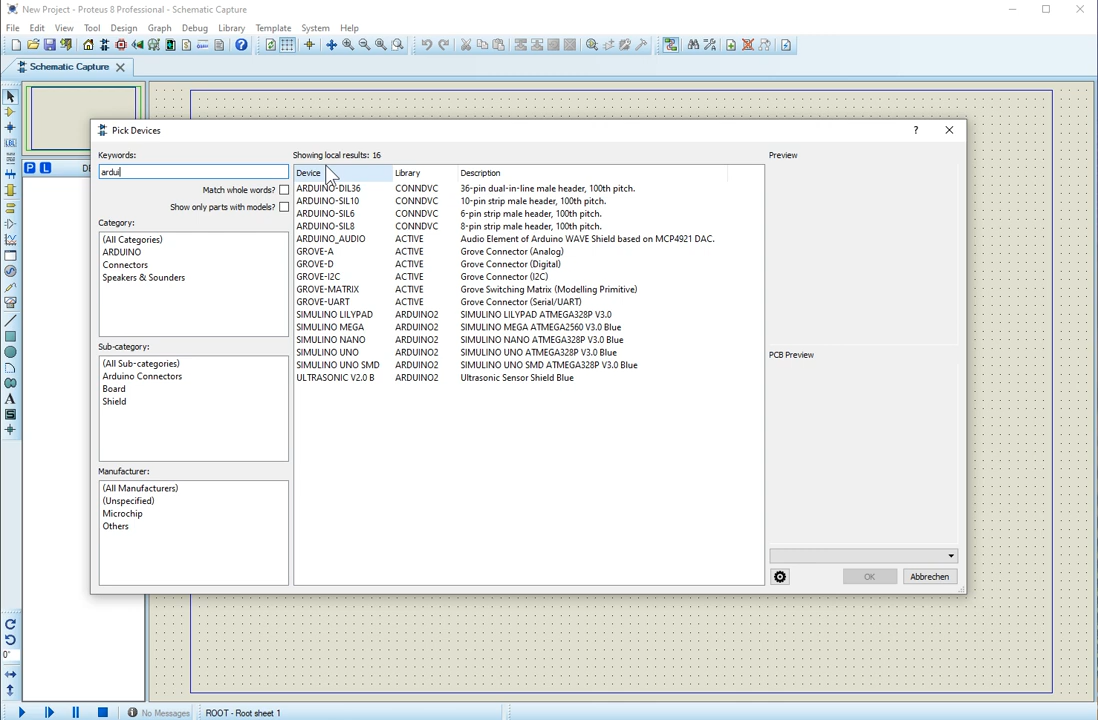 New Project - Proteus 8 Professional - Schematic Capture
File Edit View Tool Design Graph Debug Library Template System Help
Schematic Capture
Pick Devices
Keywords:
ardui
Match whole words?
Show only parts with models?
Category:
(All Categories)
ARDUINO
Connectors
Speakers & Sounders
Sub-category:
(All Sub-categories)
Arduino Connectors
Board
Shield
Manufacturer:
(All Manufacturers)
(Unspecified)
Microchip
Others
Showing local results: 16
Device Library Description
ARDUINO-DIL36 CONNDVC 36-pin dual-in-line male header, 100th pitch.
ARDUINO-SIL10 CONNDVC 10-pin strip male header, 100th pitch.
ARDUINO-SIL6 CONNDVC 6-pin strip male header, 100th pitch.
ARDUINO-SIL8 CONNDVC 8-pin strip male header, 100th pitch.
ARDUINO_AUDIO ACTIVE Audio Element of Arduino WAVE Shield based on MCP4921 DAC.
GROVE-A ACTIVE Grove Connector (Analog)
GROVE-D ACTIVE Grove Connector (Digital)
GROVE-I2C ACTIVE Grove Connector (I2C)
GROVE-MATRIX ACTIVE Grove Switching Matrix (Modelling Primitive)
GROVE-UART ACTIVE Grove Connector (Serial/UART)
SIMULINO LILYPAD ARDUINO2 SIMULINO LILYPAD ATMEGA328P V3.0
SIMULINO MEGA ARDUINO2 SIMULINO MEGA ATMEGA2560 V3.0 Blue
SIMULINO NANO ARDUINO2 SIMULINO NANO ATMEGA328P V3.0 Blue
SIMULINO UNO ARDUINO2 SIMULINO UNO ATMEGA328P V3.0 Blue
SIMULINO UNO SMD ARDUINO2 SIMULINO UNO SMD ATMEGA328P V3.0 Blue
ULTRASONIC V2.0 B ARDUINO2 Ultrasonic Sensor Shield Blue
Preview
PCB Preview
OK Abbrechen
P L
LBL
A
S
0°
No Messages ROOT - Root sheet 1